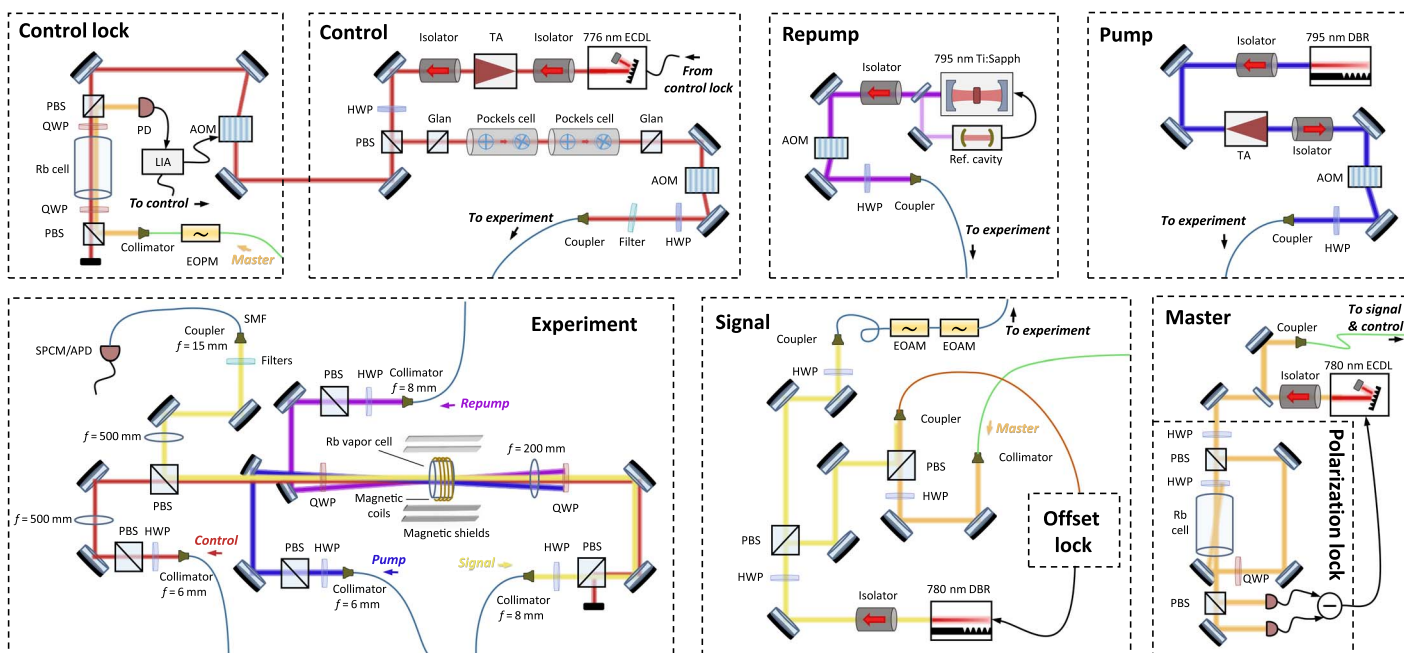 Control lock
PBS
QWP
PD
AOM
Rb cell
LIA
To control
QWP
PBS
Collimator
EOPM
Master
Control
Isolator
TA
Isolator
776 nm ECDL
From
control lock
HWP
PBS
Glan
Pockels cell
Pockels cell
Glan
AOM
To experiment
Coupler
Filter
HWP
Repump
795 nm Ti:Sapph
Isolator
AOM
Ref. cavity
HWP
Coupler
To experiment
Pump
Isolator
795 nm DBR
TA
Isolator
AOM
To experiment
Coupler
HWP
Experiment
SMF
Coupler
f = 15 mm
SPCM/APD
Filters
PBS
HWP
Collimator
f = 8 mm
Repump
f = 500 mm
Rb vapor cell
f = 200 mm
PBS
QWP
Magnetic
coils
QWP
Magnetic shields
f = 500 mm
PBS
HWP
Control
Collimator
f = 6 mm
PBS
HWP
Pump
Collimator
f = 6 mm
Signal
HWP
PBS
Collimator
f = 8 mm
Signal
To experiment
Coupler
EOAM
EOAM
HWP
Coupler
Master
Collimator
PBS
HWP
PBS
HWP
Offset
lock
Isolator
780 nm DBR
Master
To signal
& control
Coupler
Isolator
780 nm ECDL
HWP
PBS
HWP
Rb
cell
QWP
PBS
Polarization lock